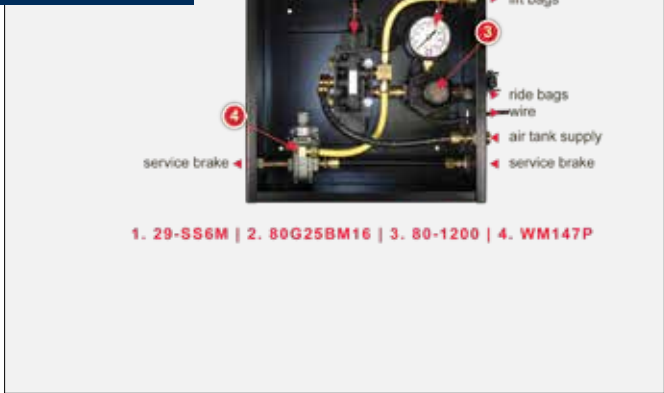 lift bags
3
ride bags
wire
4
air tank supply
service brake
service brake
1. 29-SS6M | 2. 80G25BM16 | 3. 80-1200 | 4. WM147P